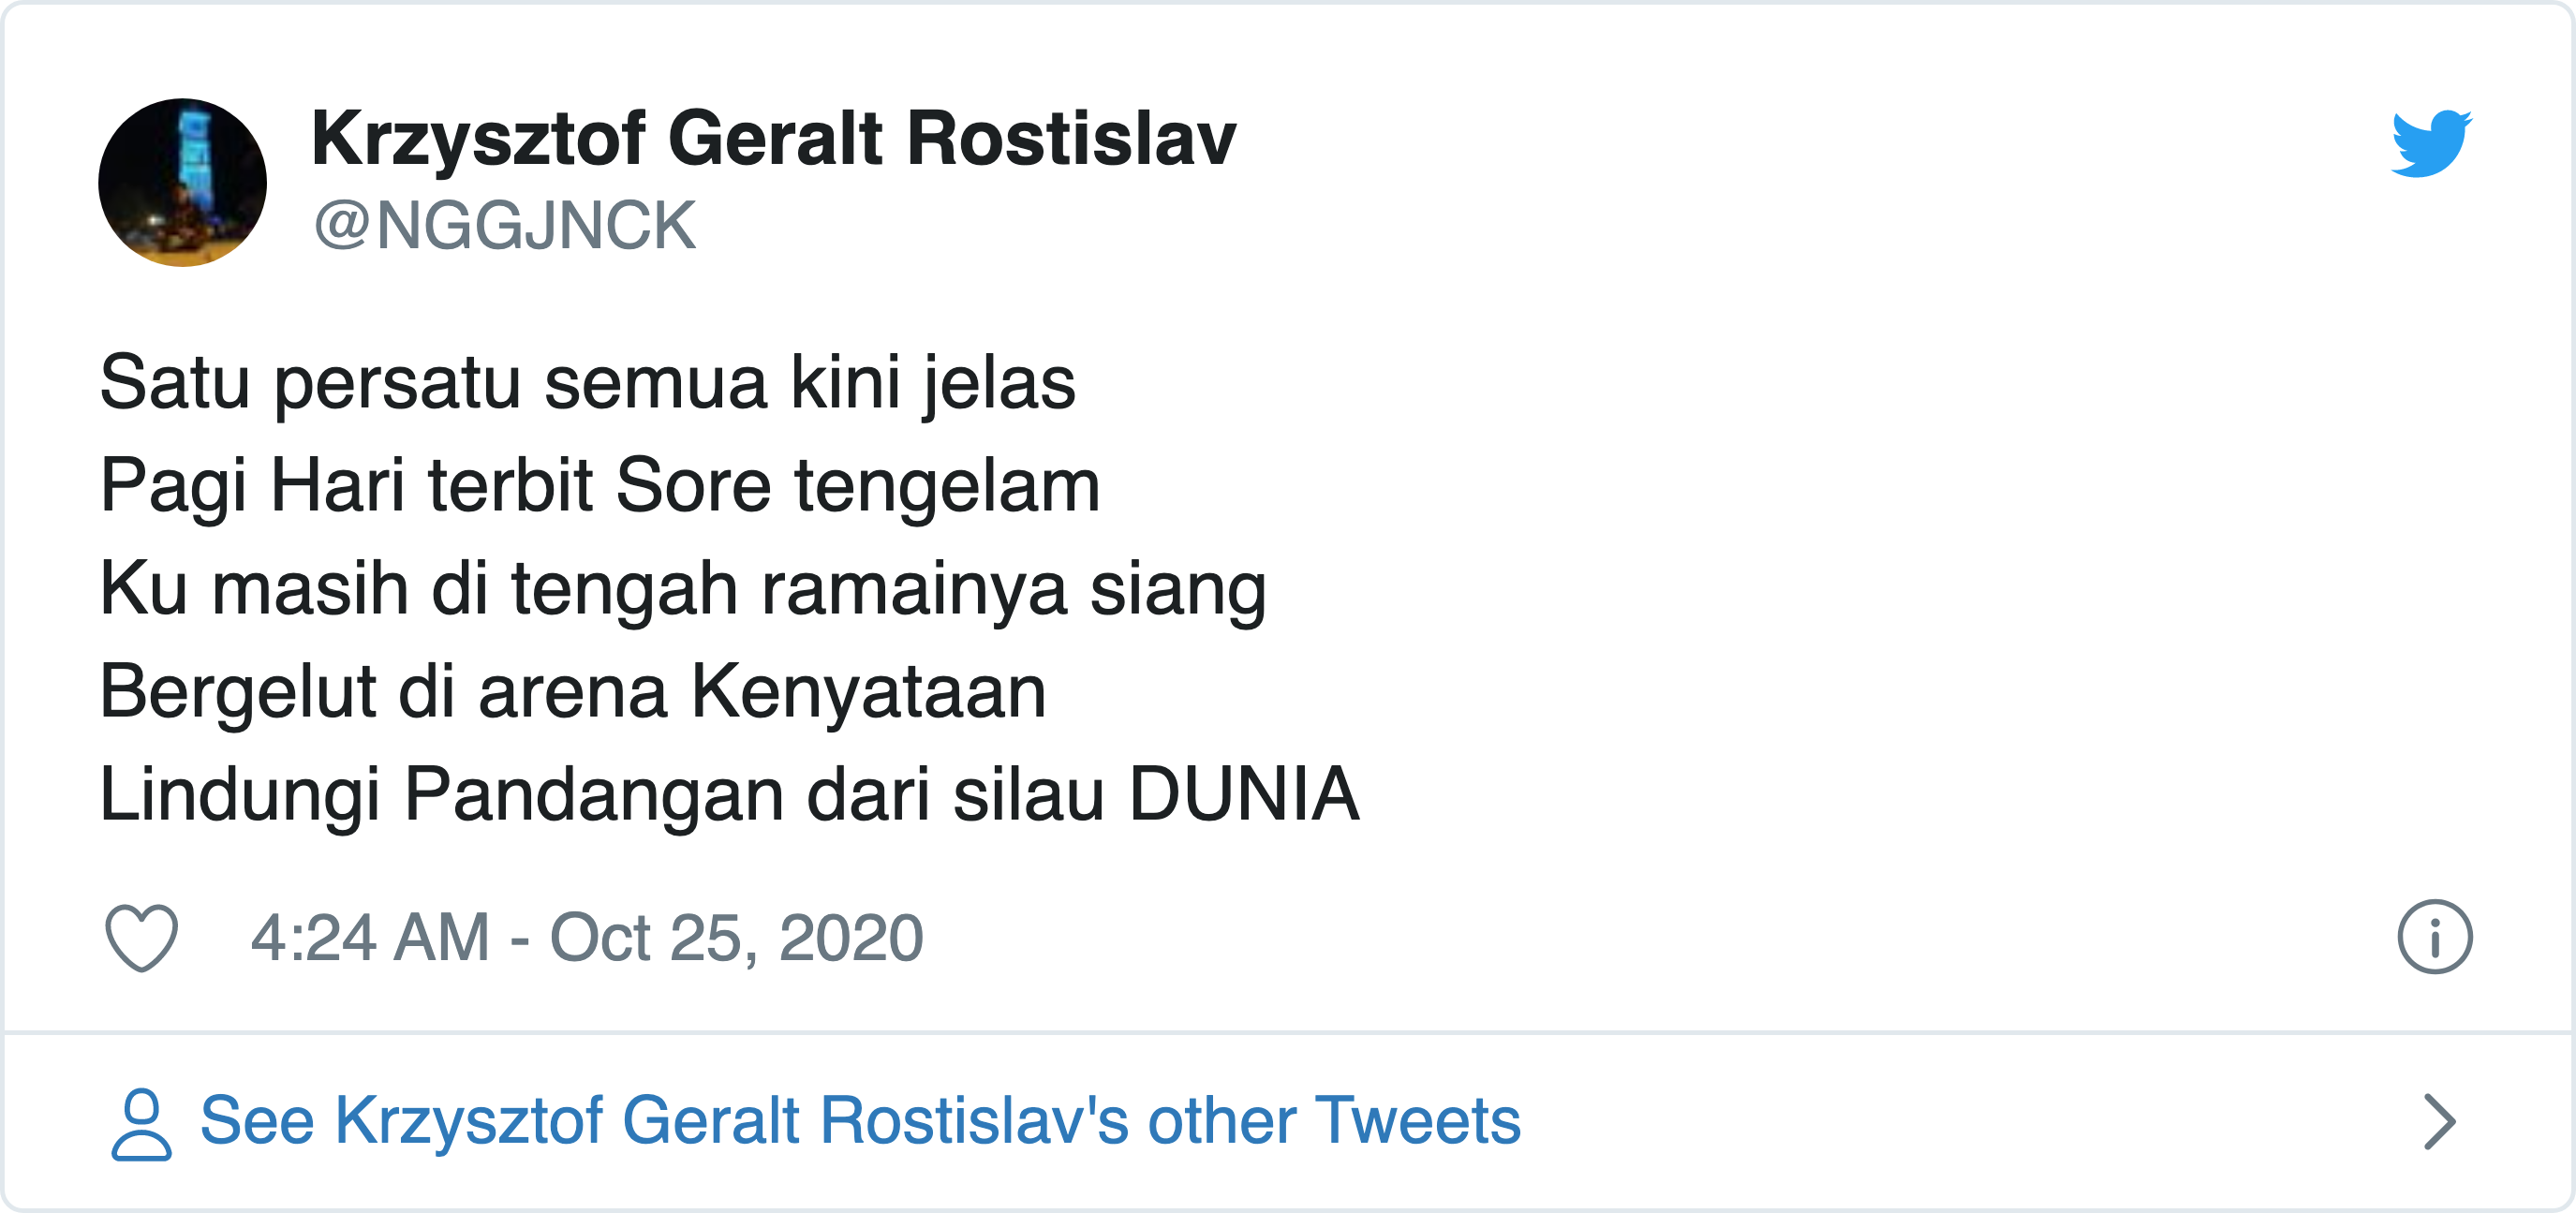 Krzysztof Geralt Rostislav
@NGGJNCK
Satu persatu semua kini jelas
Pagi Hari terbit Sore tengelam
Ku masih di tengah ramainya siang
Bergelut di arena Kenyataan
Lindungi Pandangan dari silau DUNIA
4:24 AM - Oct 25, 2020
See Krzysztof Geralt Rostislav's other Tweets